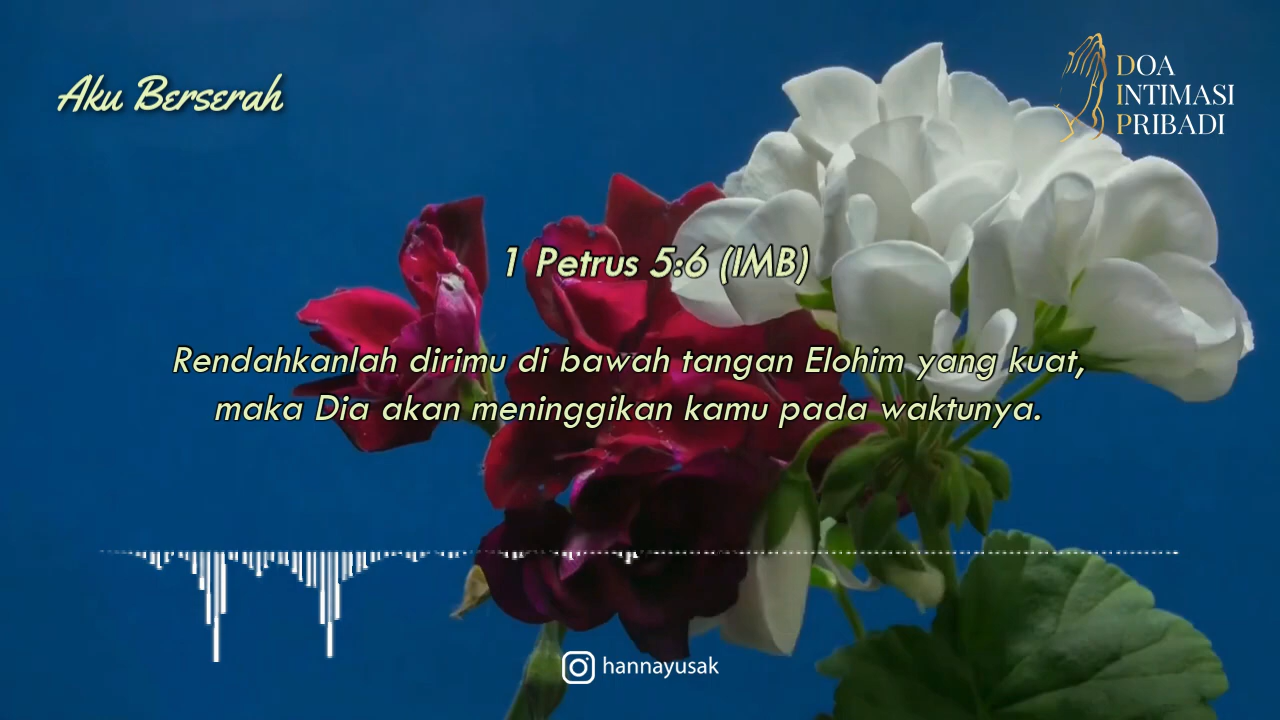 Aku Berserah
DOA
INTIMASI
PRIBADI
1 Petrus 5:6 (IMB)
Rendahkanlah dirimu di bawah tangan Elohim yang kuat,
maka Dia akan meninggikan kamu pada waktunya.
hannayusak